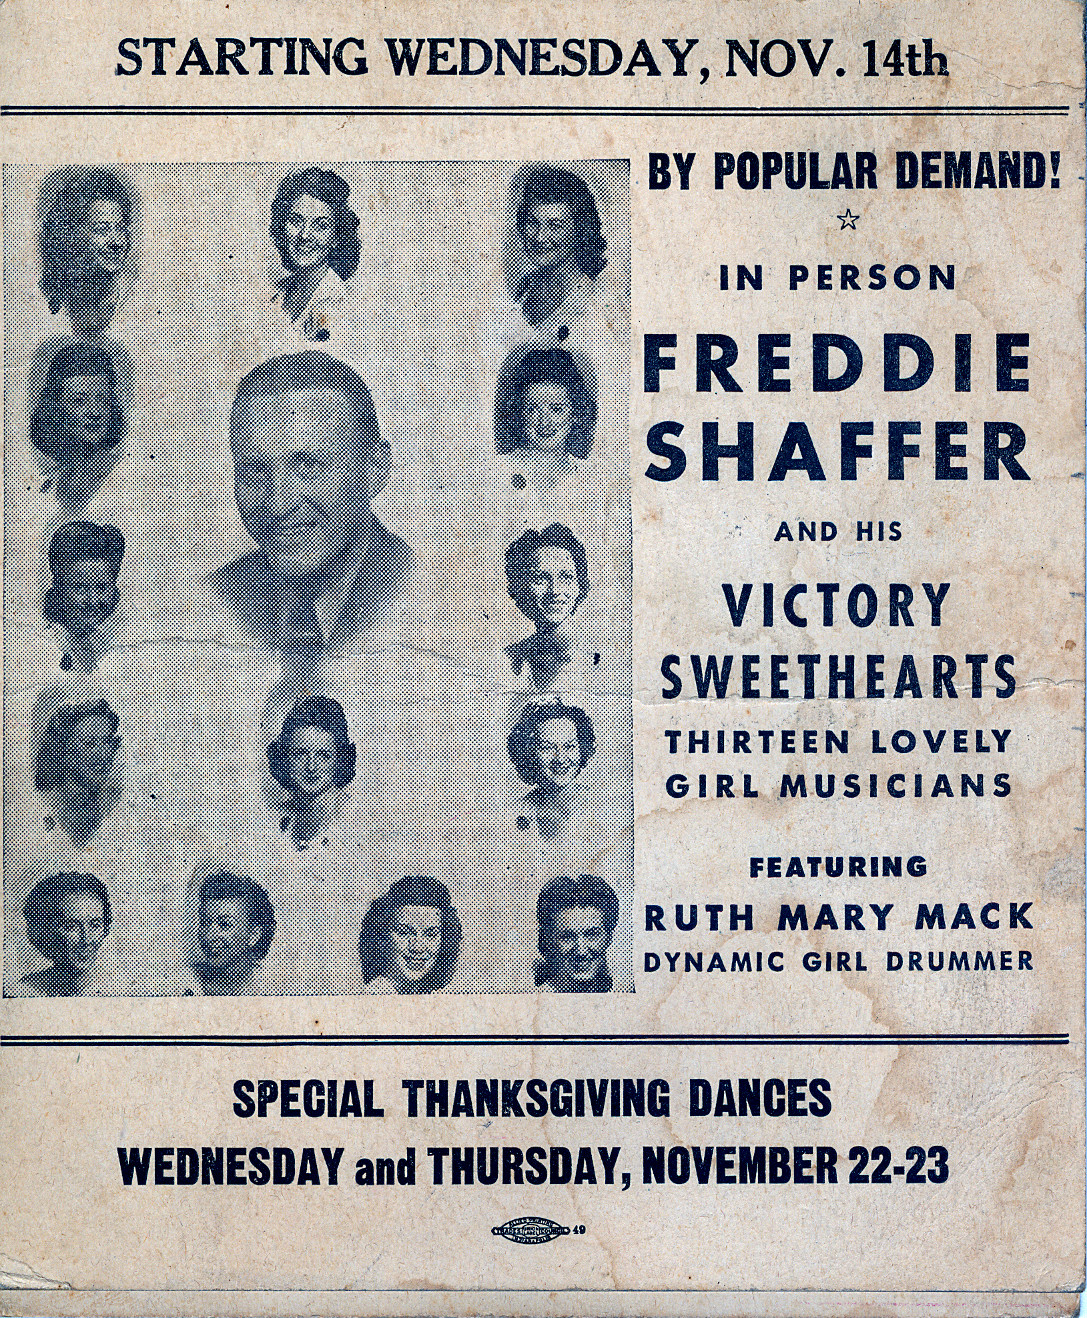 STARTING WEDNESDAY, NOV. 14th
BY POPULAR DEMAND!
IN PERSON
FREDDIE
SHAFFER
AND HIS
VICTORY
SWEETHEARTS
THIRTEEN LOVELY
GIRL MUSICIANS
FEATURING
RUTH MARY MACK
DYNAMIC GIRL DRUMMER
SPECIAL THANKSGIVING DANCES
WEDNESDAY and THURSDAY, NOVEMBER 22-23
49